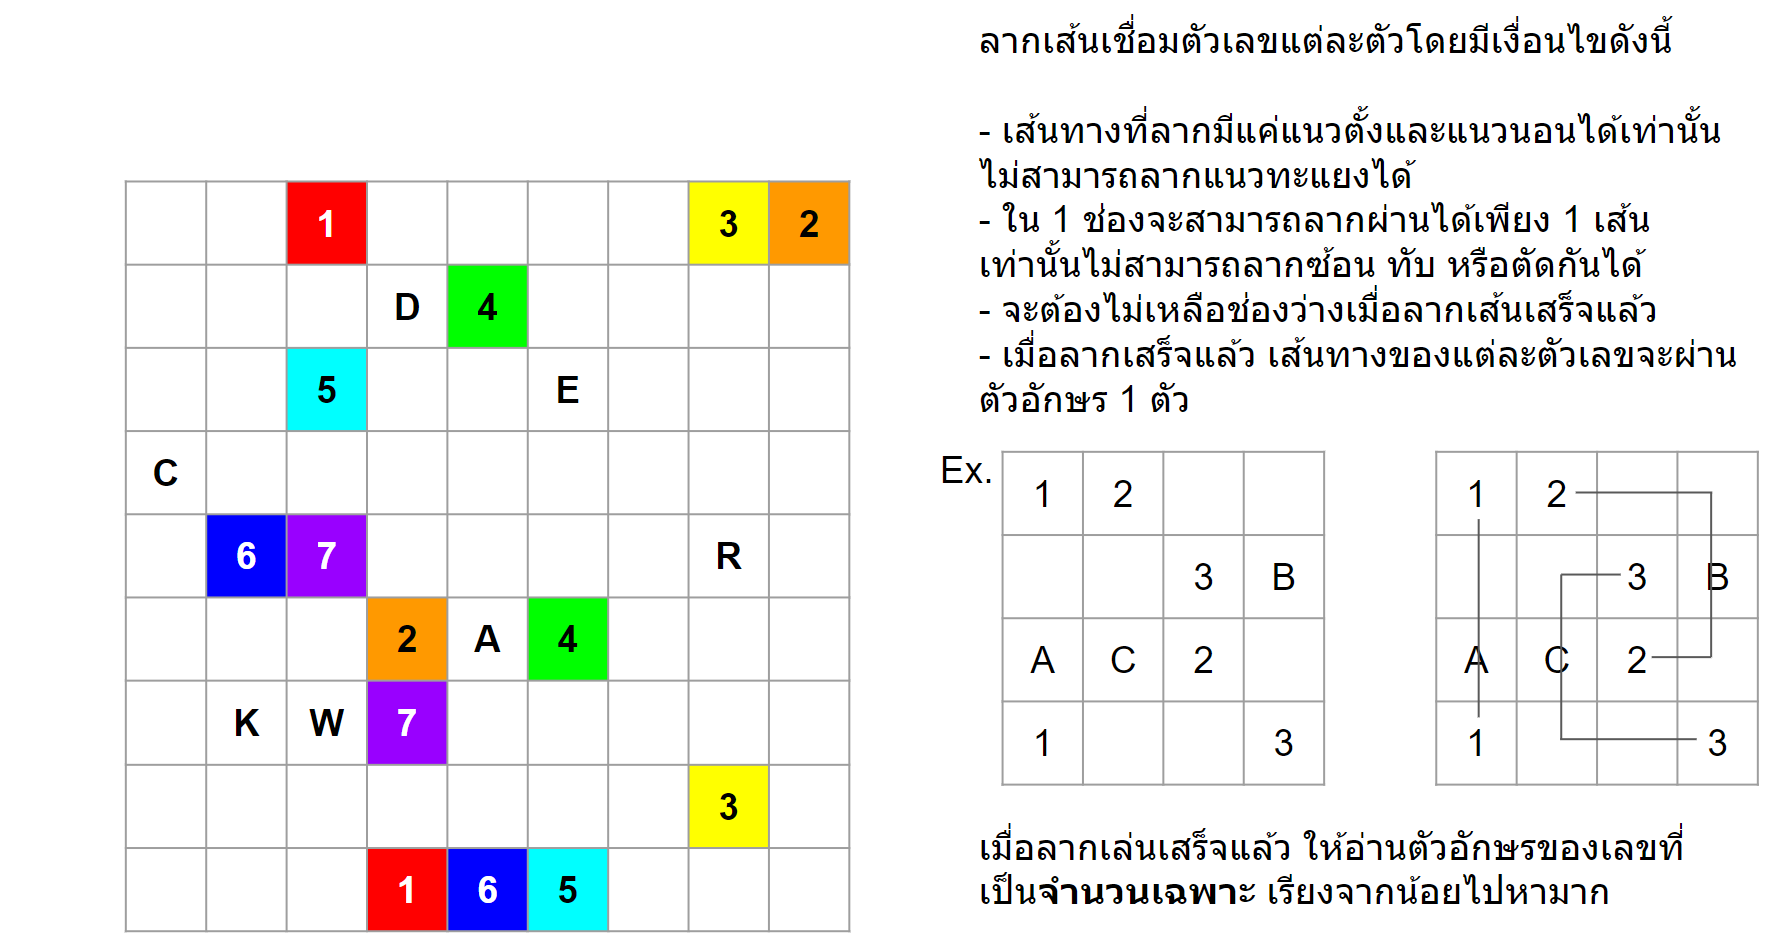 ลากเส้นเชื่อมตัวเลขแต่ละตัวโดยมีเงื่อนไขดังนี้
- เส้นทางที่ลากมีแค่แนวตั้งและแนวนอนได้เท่านั้น
ไม่สามารถลากแนวทะแยงได้
- ใน 1 ช่องจะสามารถลากผ่านได้เพียง 1 เส้น
เท่านั้นไม่สามารถลากซ้อน ทับ หรือตัดกันได้
- จะต้องไม่เหลือช่องว่างเมื่อลากเส้นเสร็จแล้ว
- เมื่อลากเสร็จแล้ว เส้นทางของแต่ละตัวเลขจะผ่าน
ตัวอักษร 1 ตัว
1 3 2
D 4
5 E
C
6 7 R
2 A 4
K W 7
3
1 6 5
Ex.
1 2
3 B
A C 2
1 3
1 2
3 B
A C 2
1 3
เมื่อลากเล่นเสร็จแล้ว ให้อ่านตัวอักษรของเลขที่
เป็นจำนวนเฉพาะ เรียงจากน้อยไปหามาก